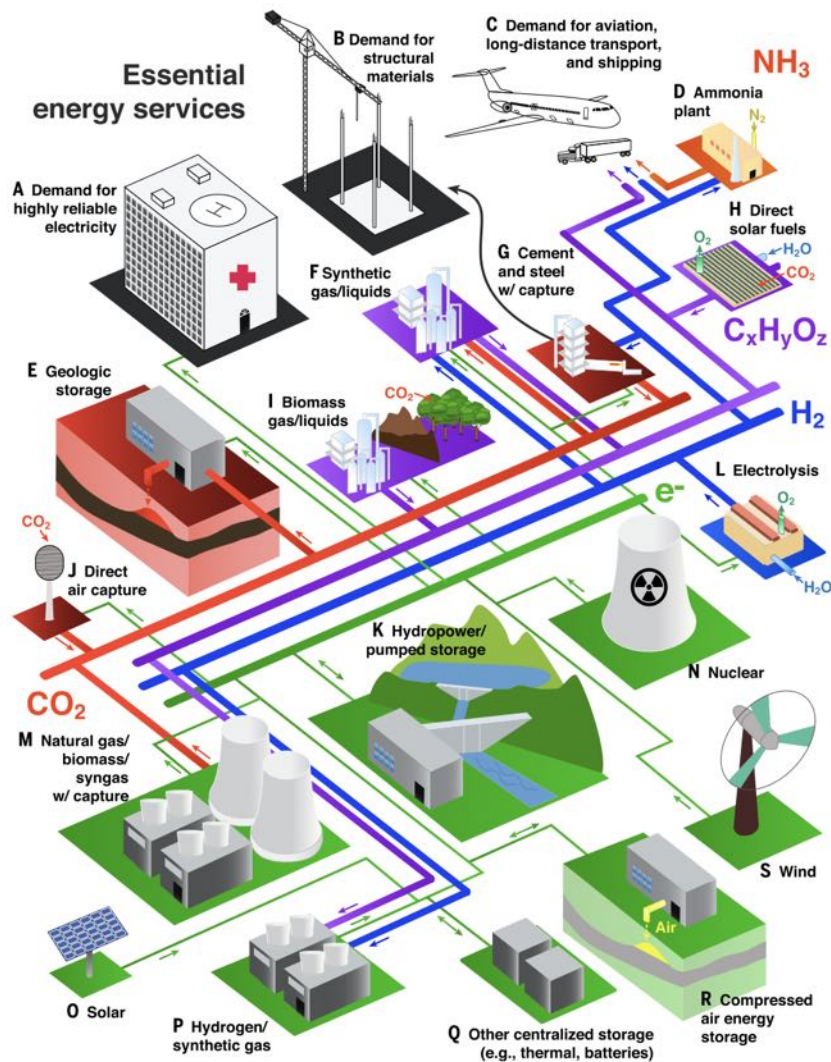 Essential
energy services
A Demand for
highly reliable
electricity
B Demand for
structural
materials
C Demand for aviation,
long-distance transport,
and shipping
NH₃
D Ammonia
plant
N₂
H
H Direct
solar fuels
O₂
H₂O
CO₂
CₓHᵧO_z
G Cement
and steel
w/ capture
F Synthetic
gas/liquids
E Geologic
storage
I Biomass
gas/liquids
CO₂
H₂
e-
L Electrolysis
O₂
H₂O
CO₂
J Direct
air capture
K Hydropower/
pumped storage
N Nuclear
CO₂
M Natural gas/
biomass/
syngas
w/ capture
S Wind
O Solar
P Hydrogen/
synthetic gas
Q Other centralized storage
(e.g., thermal, batteries)
Air
R Compressed
air energy
storage